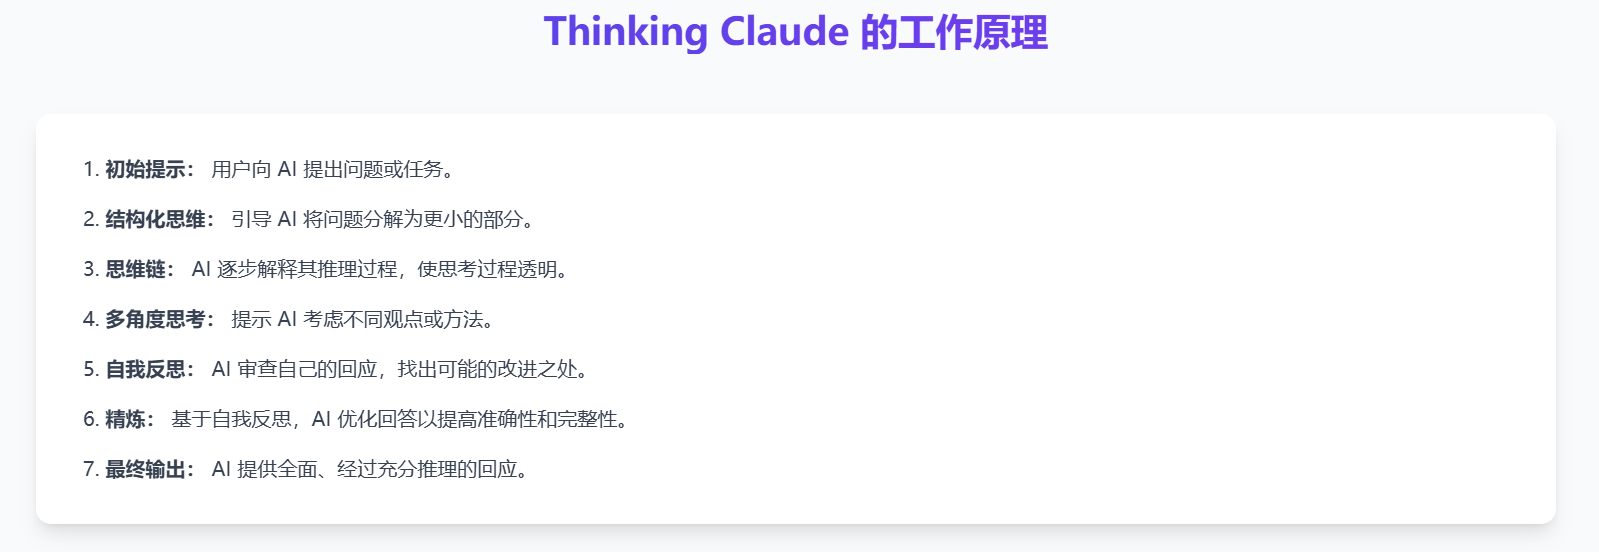 Thinking Claude 的工作原理
1. 初始提示： 用户向 AI 提出问题或任务。
2. 结构化思维： 引导 AI 将问题分解为更小的部分。
3. 思维链： AI 逐步解释其推理过程，使思考过程透明。
4. 多角度思考： 提示 AI 考虑不同观点或方法。
5. 自我反思： AI 审查自己的回应，找出可能的改进之处。
6. 精炼： 基于自我反思，AI 优化回答以提高准确性和完整性。
7. 最终输出： AI 提供全面、经过充分推理的回应。